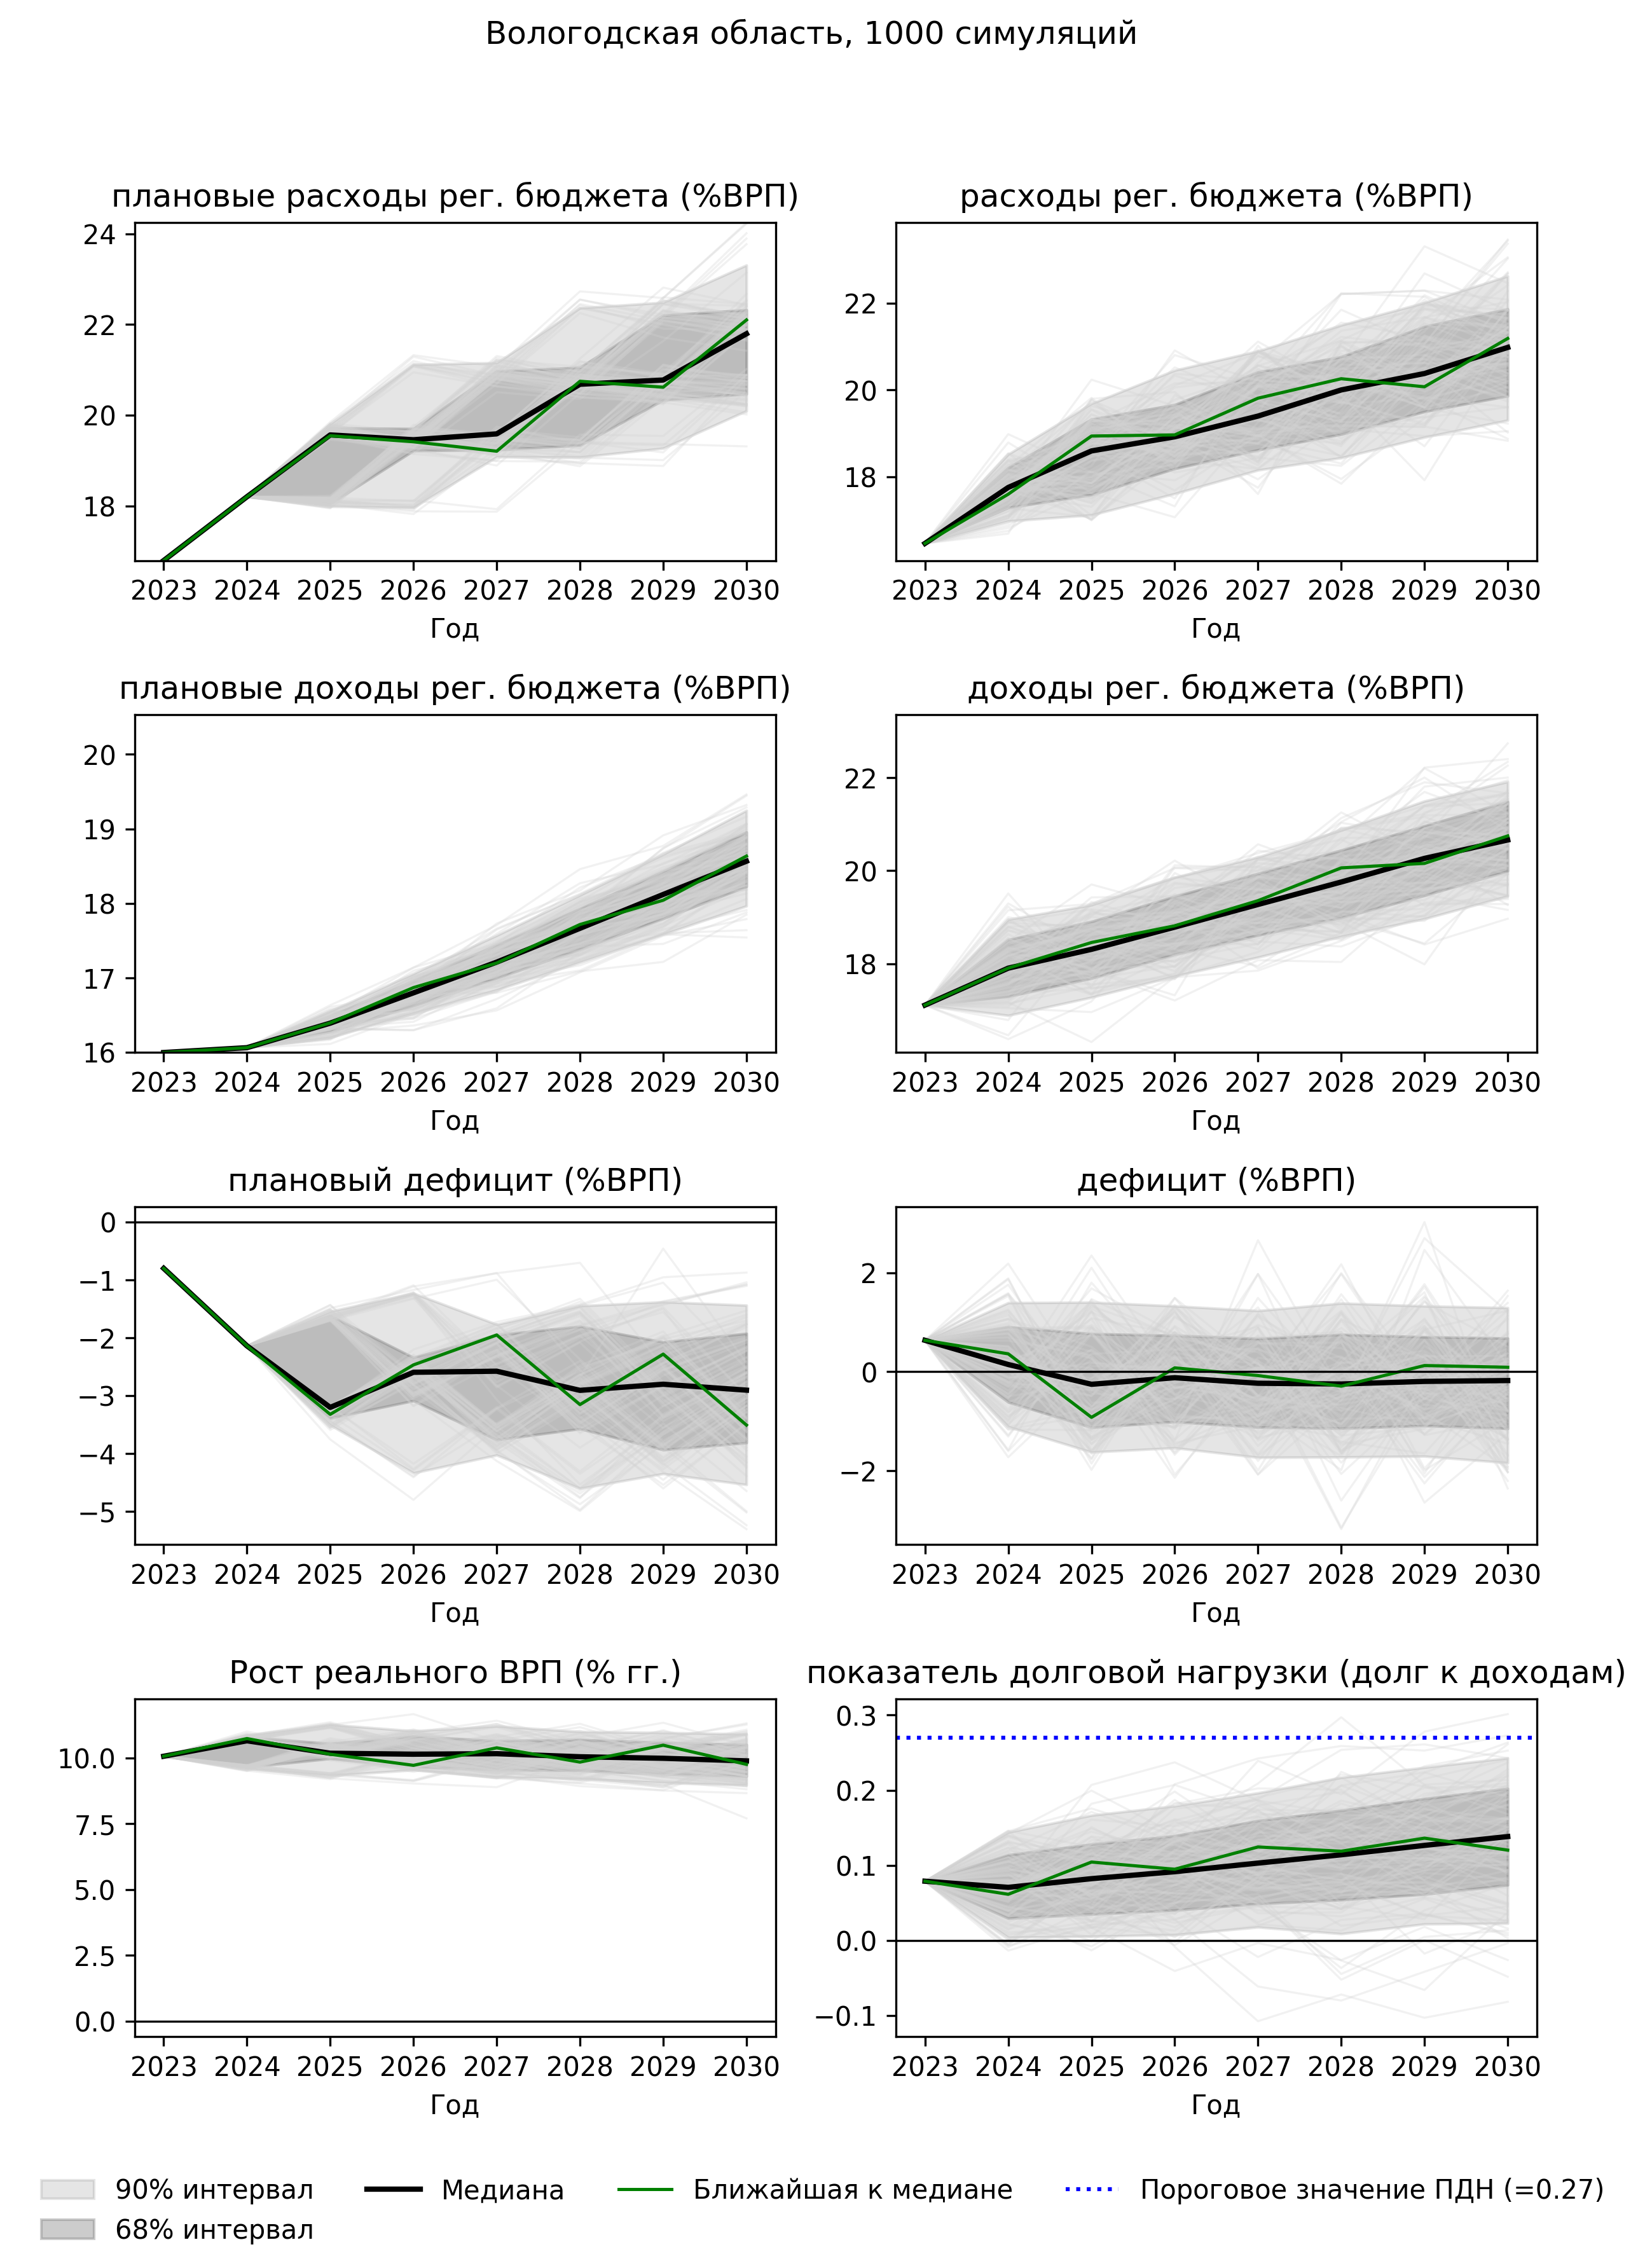 Вологодская область, 1000 симуляций
плановые расходы рег. бюджета (%ВРП)
24
22
20
18
2023 2024 2025 2026 2027 2028 2029 2030
Год
расходы рег. бюджета (%ВРП)
22
20
18
2023 2024 2025 2026 2027 2028 2029 2030
Год
плановые доходы рег. бюджета (%ВРП)
20
19
18
17
16
2023 2024 2025 2026 2027 2028 2029 2030
Год
доходы рег. бюджета (%ВРП)
22
20
18
2023 2024 2025 2026 2027 2028 2029 2030
Год
плановый дефицит (%ВРП)
0
−1
−2
−3
−4
−5
2023 2024 2025 2026 2027 2028 2029 2030
Год
дефицит (%ВРП)
2
0
−2
2023 2024 2025 2026 2027 2028 2029 2030
Год
Рост реального ВРП (% гг.)
10.0
7.5
5.0
2.5
0.0
2023 2024 2025 2026 2027 2028 2029 2030
Год
показатель долговой нагрузки (долг к доходам)
0.3
0.2
0.1
0.0
−0.1
2023 2024 2025 2026 2027 2028 2029 2030
Год
90% интервал
68% интервал
Медиана
Ближайшая к медиане
Пороговое значение ПДН (=0.27)